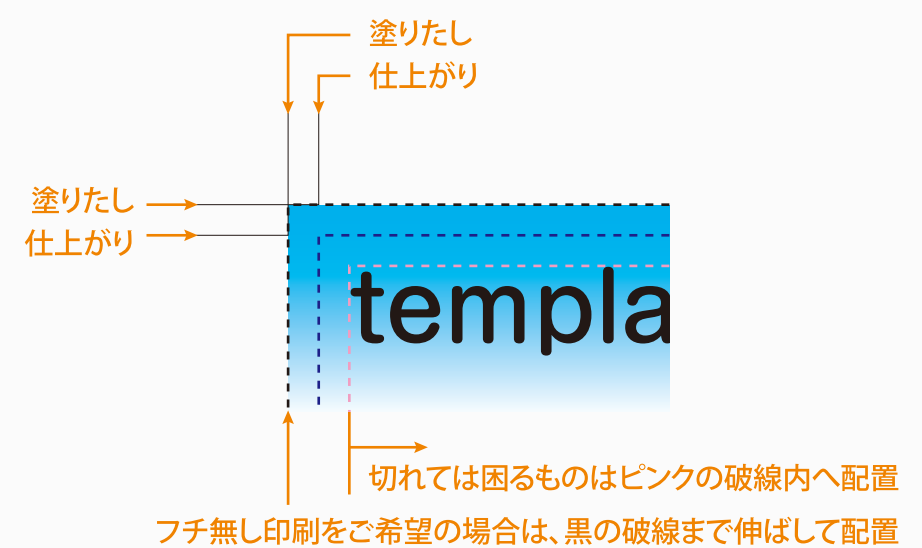 塗りたし
仕上がり
塗りたし
仕上がり
templa
切れては困るものはピンクの破線内へ配置
フチ無し印刷をご希望の場合は、黒の破線まで伸ばして配置